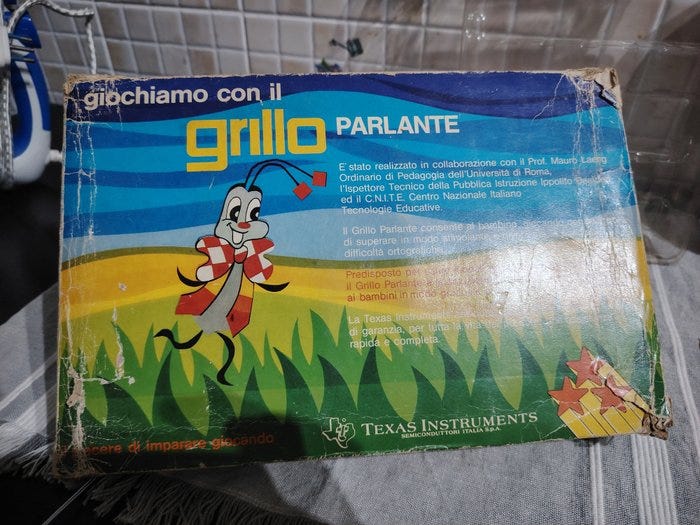 giochiamo con il
grillo PARLANTE
E' stato realizzato in collaborazione con il Prof. Mauro Laeng
Ordinario di Pedagogia dell'Università di Roma,
l'Ispettore Tecnico della Pubblica Istruzione Ippolito
ed il C.N.I.T.E. Centro Nazionale Italiano
Tecnologie Educative.
Il Grillo Parlante consente al bambino
di superare in modo
difficoltà ortografiche.
Predisposto per
il Grillo Parlante
ai bambini in modo
La Texas Instruments
di garanzia, per tutta la
rapida e completa.
di imparare giocando
TEXAS INSTRUMENTS
SEMICONDUTTORI ITALIA S.p.A.